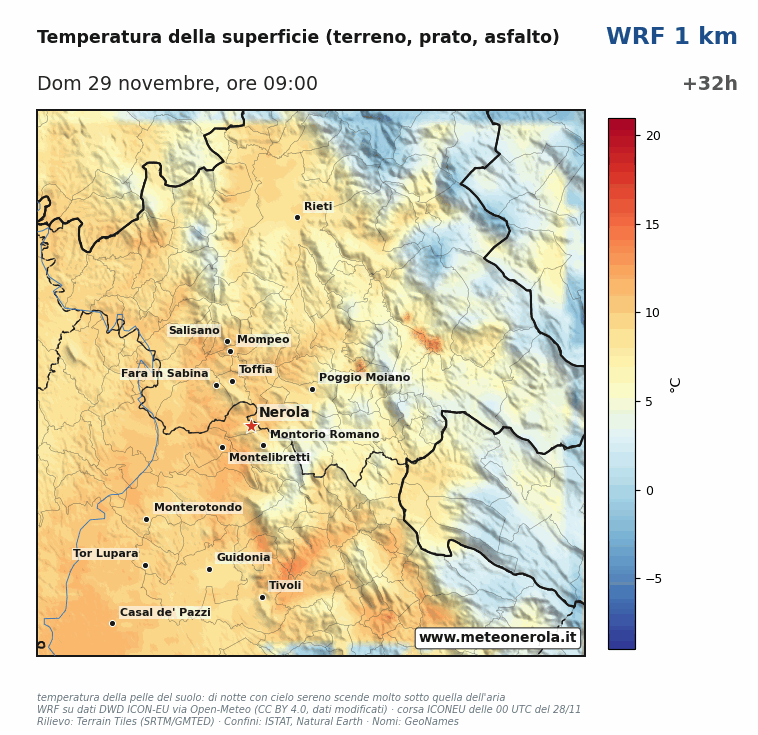 Temperatura della superficie (terreno, prato, asfalto)
WRF 1 km
Dom 29 novembre, ore 09:00
+32h
Rieti
Salisano
Mompeo
Fara in Sabina
Toffia
Poggio Moiano
Nerola
Montorio Romano
Montelibretti
Monterotondo
Tor Lupara
Guidonia
Tivoli
Casal de' Pazzi
www.meteonerola.it
20
15
10
5
0
−5
°C
temperatura della pelle del suolo: di notte con cielo sereno scende molto sotto quella dell'aria
WRF su dati DWD ICON-EU via Open-Meteo (CC BY 4.0, dati modificati) · corsa ICONEU delle 00 UTC del 28/11
Rilievo: Terrain Tiles (SRTM/GMTED) · Confini: ISTAT, Natural Earth · Nomi: GeoNames